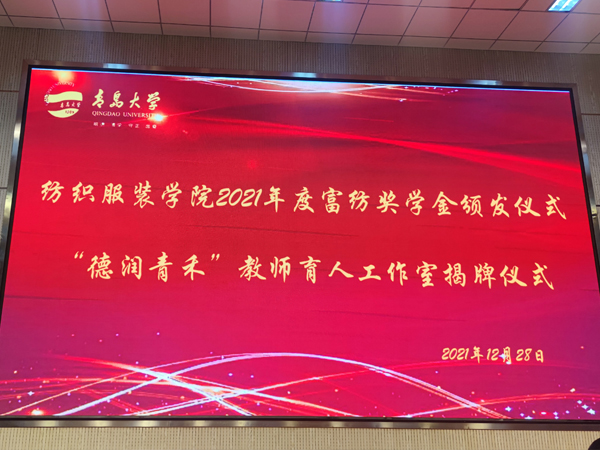 青岛大学
QINGDAO UNIVERSITY
纺织服装学院2021年度富纺奖学金颁发仪式
“德润青禾”教师育人工作室揭牌仪式
2021年12月28日